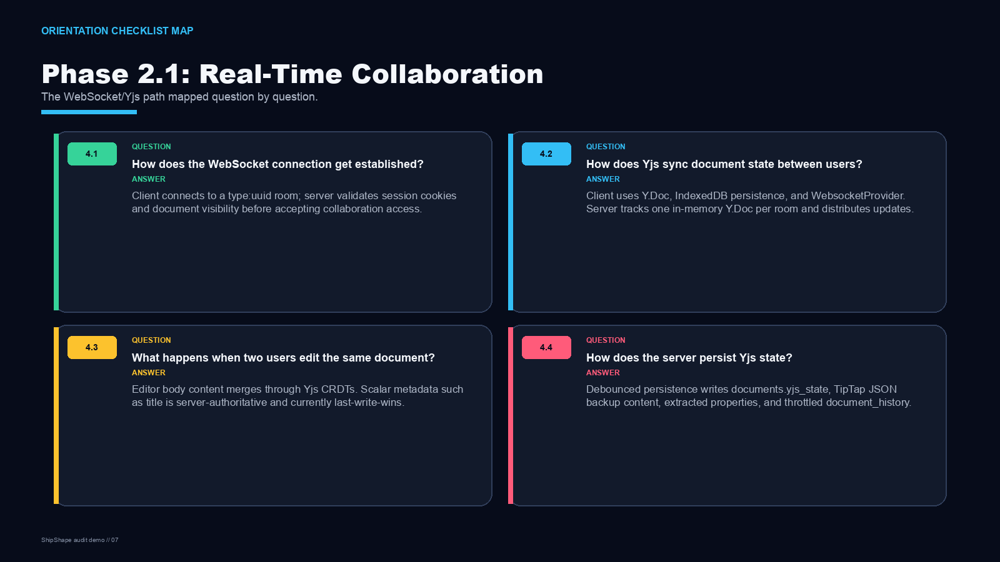 ORIENTATION CHECKLIST MAP
Phase 2.1: Real-Time Collaboration
The WebSocket/Yjs path mapped question by question.
4.1
QUESTION
How does the WebSocket connection get established?
ANSWER
Client connects to a type:uuid room; server validates session cookies
and document visibility before accepting collaboration access.
4.2
QUESTION
How does Yjs sync document state between users?
ANSWER
Client uses Y.Doc, IndexedDB persistence, and WebsocketProvider.
Server tracks one in-memory Y.Doc per room and distributes updates.
4.3
QUESTION
What happens when two users edit the same document?
ANSWER
Editor body content merges through Yjs CRDTs. Scalar metadata such
as title is server-authoritative and currently last-write-wins.
4.4
QUESTION
How does the server persist Yjs state?
ANSWER
Debounced persistence writes documents.yjs_state, TipTap JSON
backup content, extracted properties, and throttled document_history.
ShipShape audit demo // 07